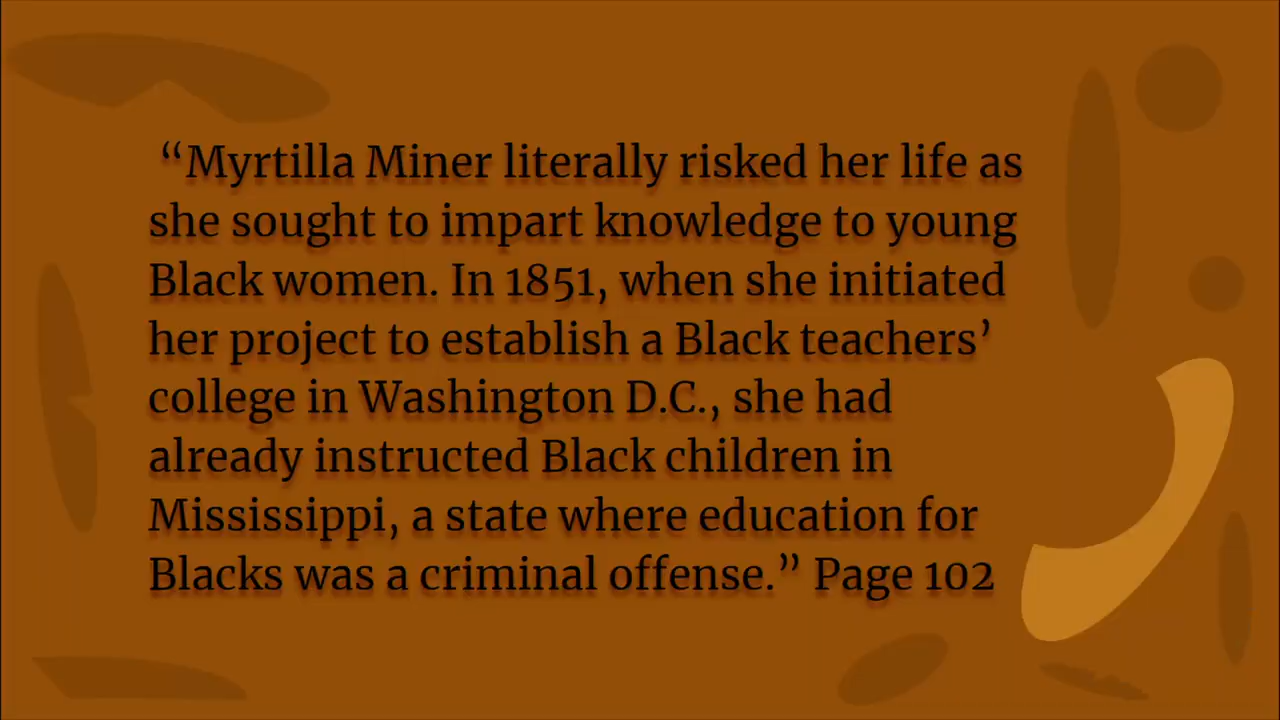 “Myrtilla Miner literally risked her life as
she sought to impart knowledge to young
Black women. In 1851, when she initiated
her project to establish a Black teachers’
college in Washington D.C., she had
already instructed Black children in
Mississippi, a state where education for
Blacks was a criminal offense.” Page 102